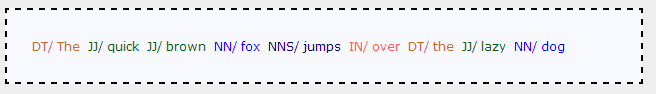 DT/ The JJ/ quick JJ/ brown NN/ fox NNS/ jumps IN/ over DT/ the JJ/ lazy NN/ dog